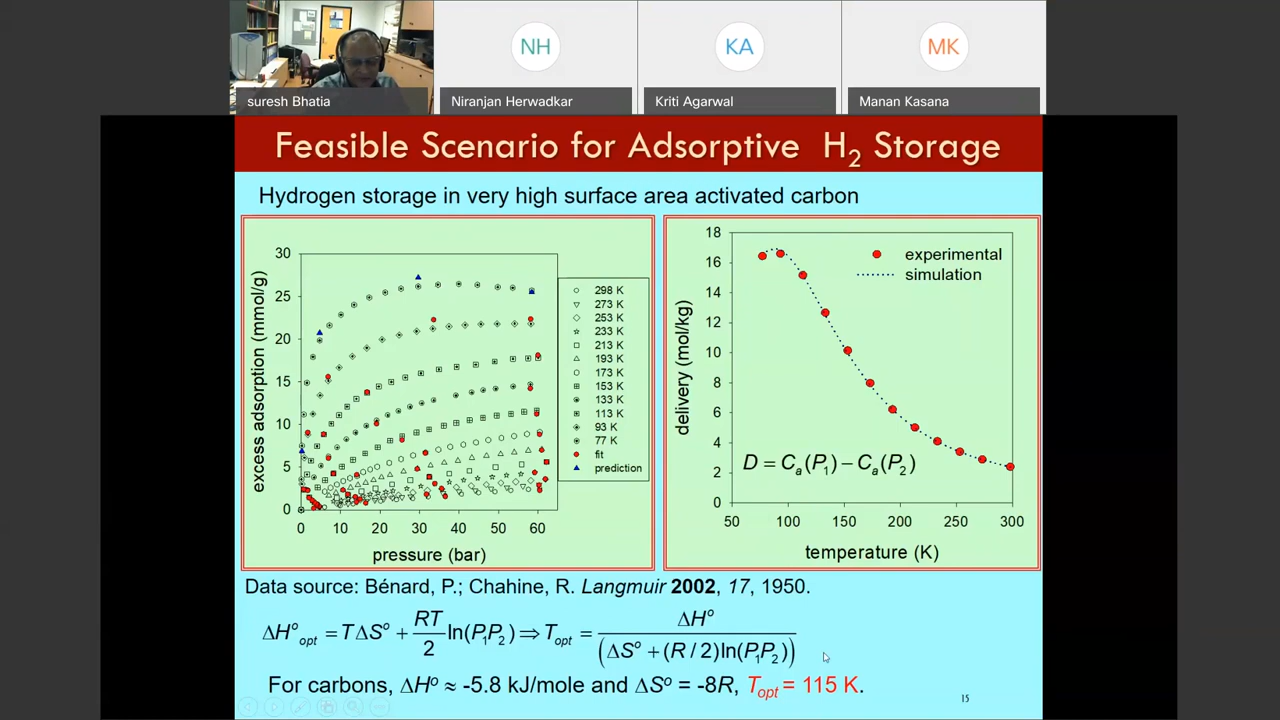 NH
KA
MK
suresh Bhatia
Niranjan Herwadkar
Kriti Agarwal
Manan Kasana
Feasible Scenario for Adsorptive H₂ Storage
Hydrogen storage in very high surface area activated carbon
excess adsorption (mmol/g)
30
25
20
15
10
5
0
0 10 20 30 40 50 60
pressure (bar)
298 K
273 K
253 K
233 K
213 K
193 K
173 K
153 K
133 K
113 K
93 K
77 K
fit
prediction
delivery (mol/kg)
18
16
14
12
10
8
6
4
2
0
50 100 150 200 250 300
temperature (K)
experimental
simulation
D = Cₐ(P₁) − Cₐ(P₂)
Data source: Bénard, P.; Chahine, R. Langmuir 2002, 17, 1950.
ΔH°opt = TΔS° + RT/2 ln(P₁P₂) ⇒ Topt = ΔH° / (ΔS° + (R / 2)ln(P₁P₂))
For carbons, ΔH° ≈ -5.8 kJ/mole and ΔS° = -8R, Topt = 115 K.
15